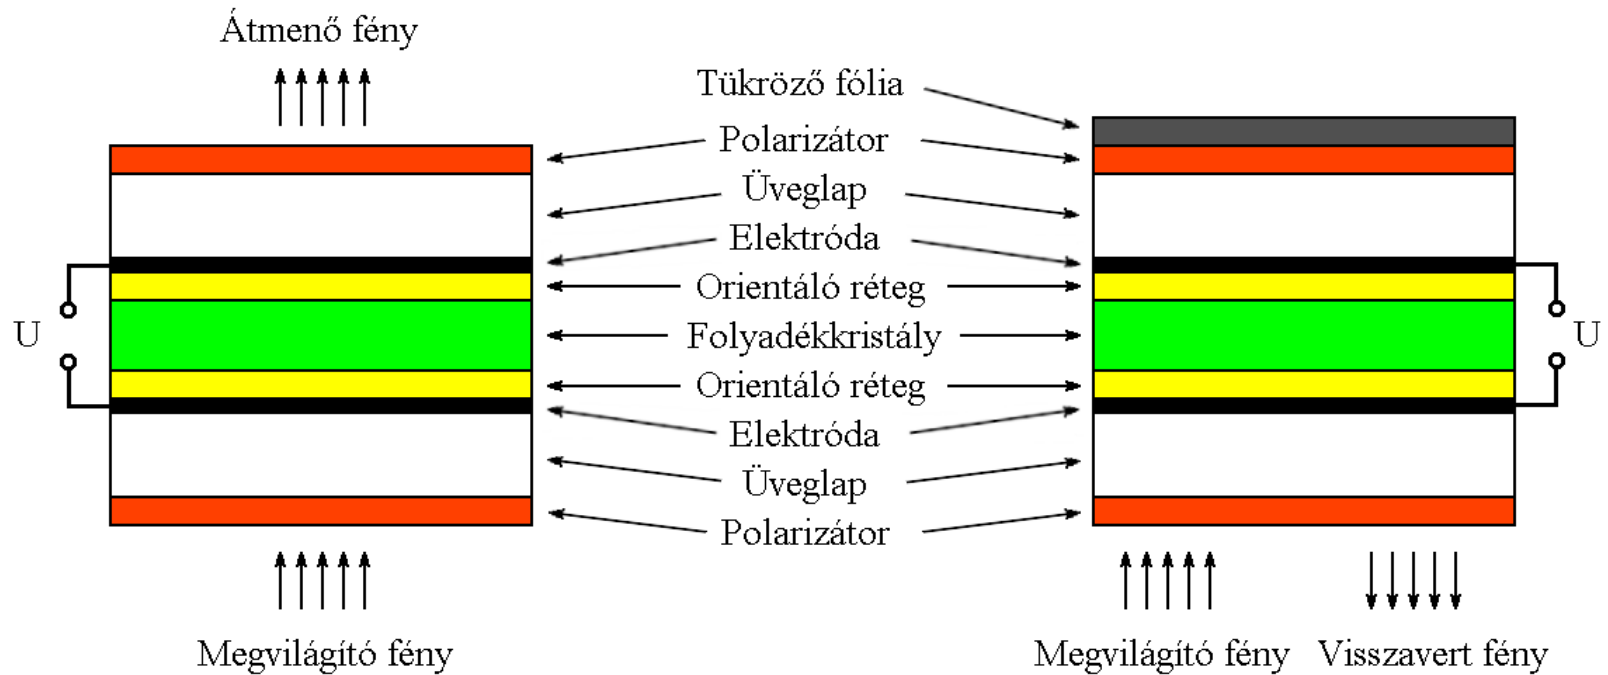 Átmenő fény
Tükröző fólia
Polarizátor
Üveglap
Elektróda
Orientáló réteg
U
Folyadékkristály
U
Orientáló réteg
Elektróda
Üveglap
Polarizátor
Megvilágító fény
Megvilágító fény
Visszavert fény